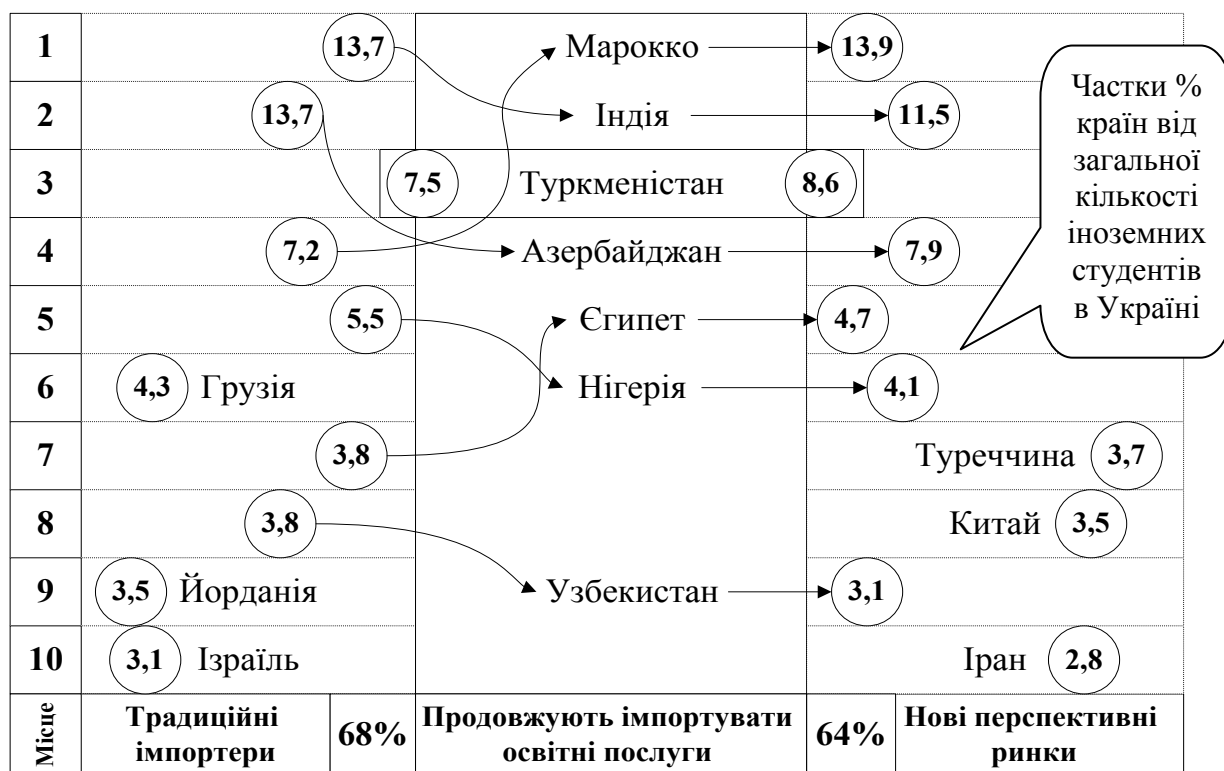 1 13,7 Марокко 13,9
2 13,7 Індія 11,5
3 7,5 Туркменістан 8,6
4 7,2 Азербайджан 7,9
5 5,5 Єгипет 4,7
6 4,3 Грузія Нігерія 4,1
7 3,8 Туреччина 3,7
8 3,8 Китай 3,5
9 3,5 Йорданія Узбекистан 3,1
10 3,1 Ізраїль Іран 2,8
Частки %
країн від
загальної
кількості
іноземних
студентів
в Україні
Місце
Традиційні
імпортери
68%
Продовжують імпортувати
освітні послуги
64%
Нові перспективні
ринки